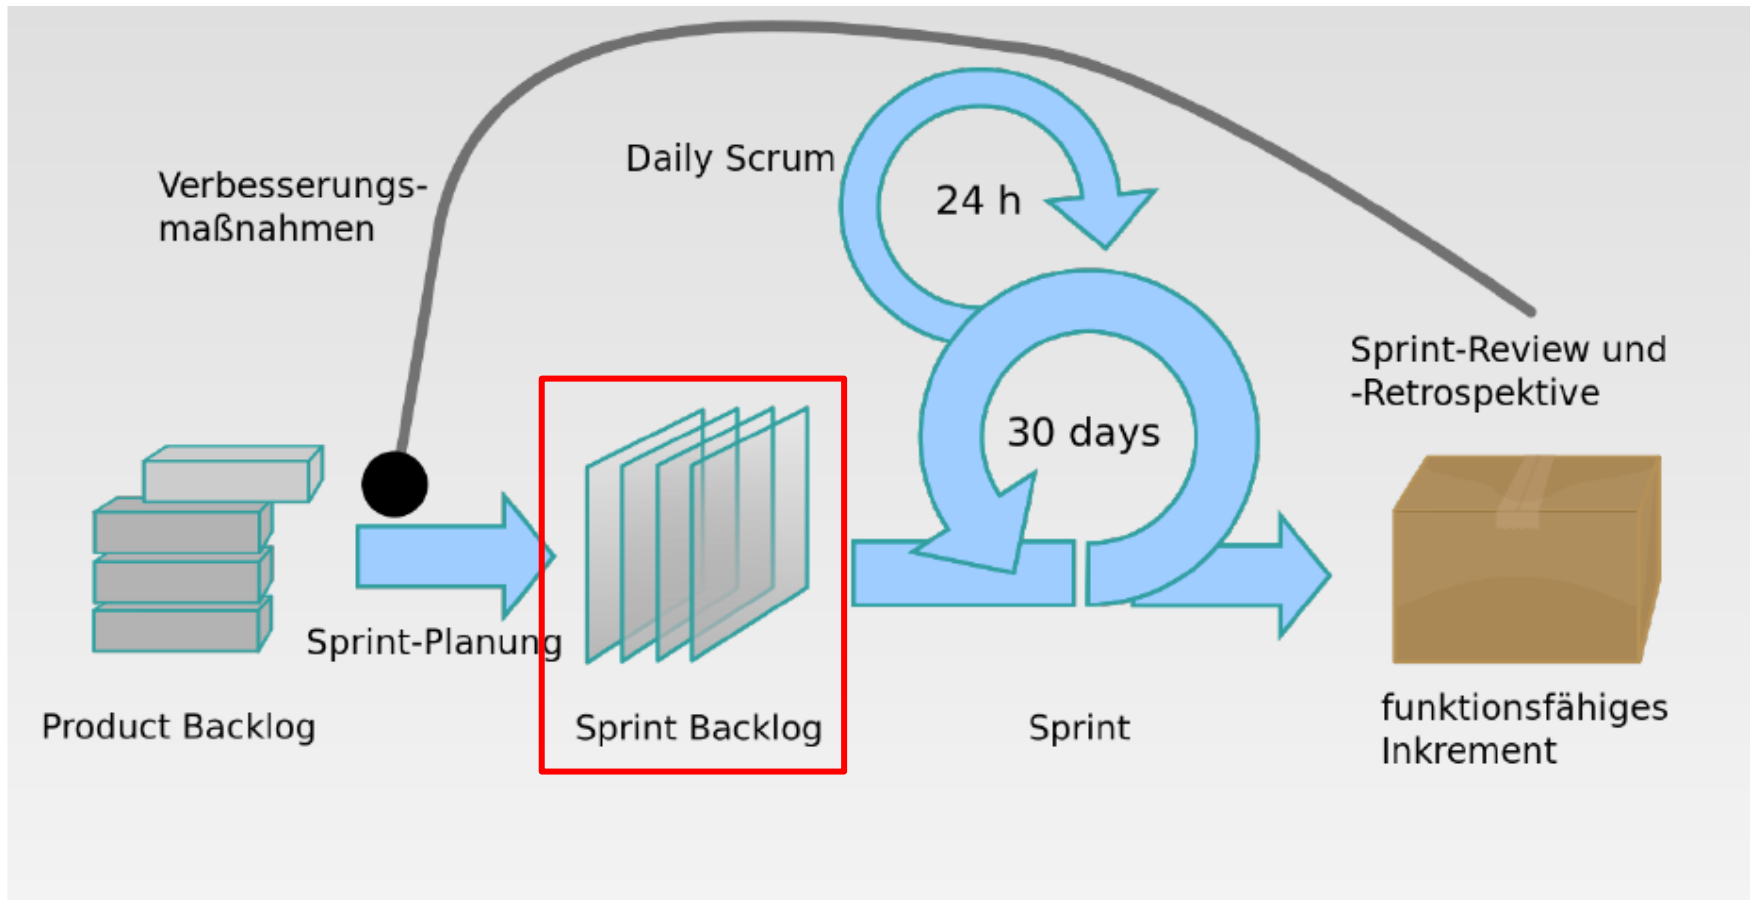 Verbesserungs-
maßnahmen
Daily Scrum
24 h
30 days
Sprint-Review und
-Retrospektive
Sprint-Planung
Product Backlog
Sprint Backlog
Sprint
funktionsfähiges
Inkrement